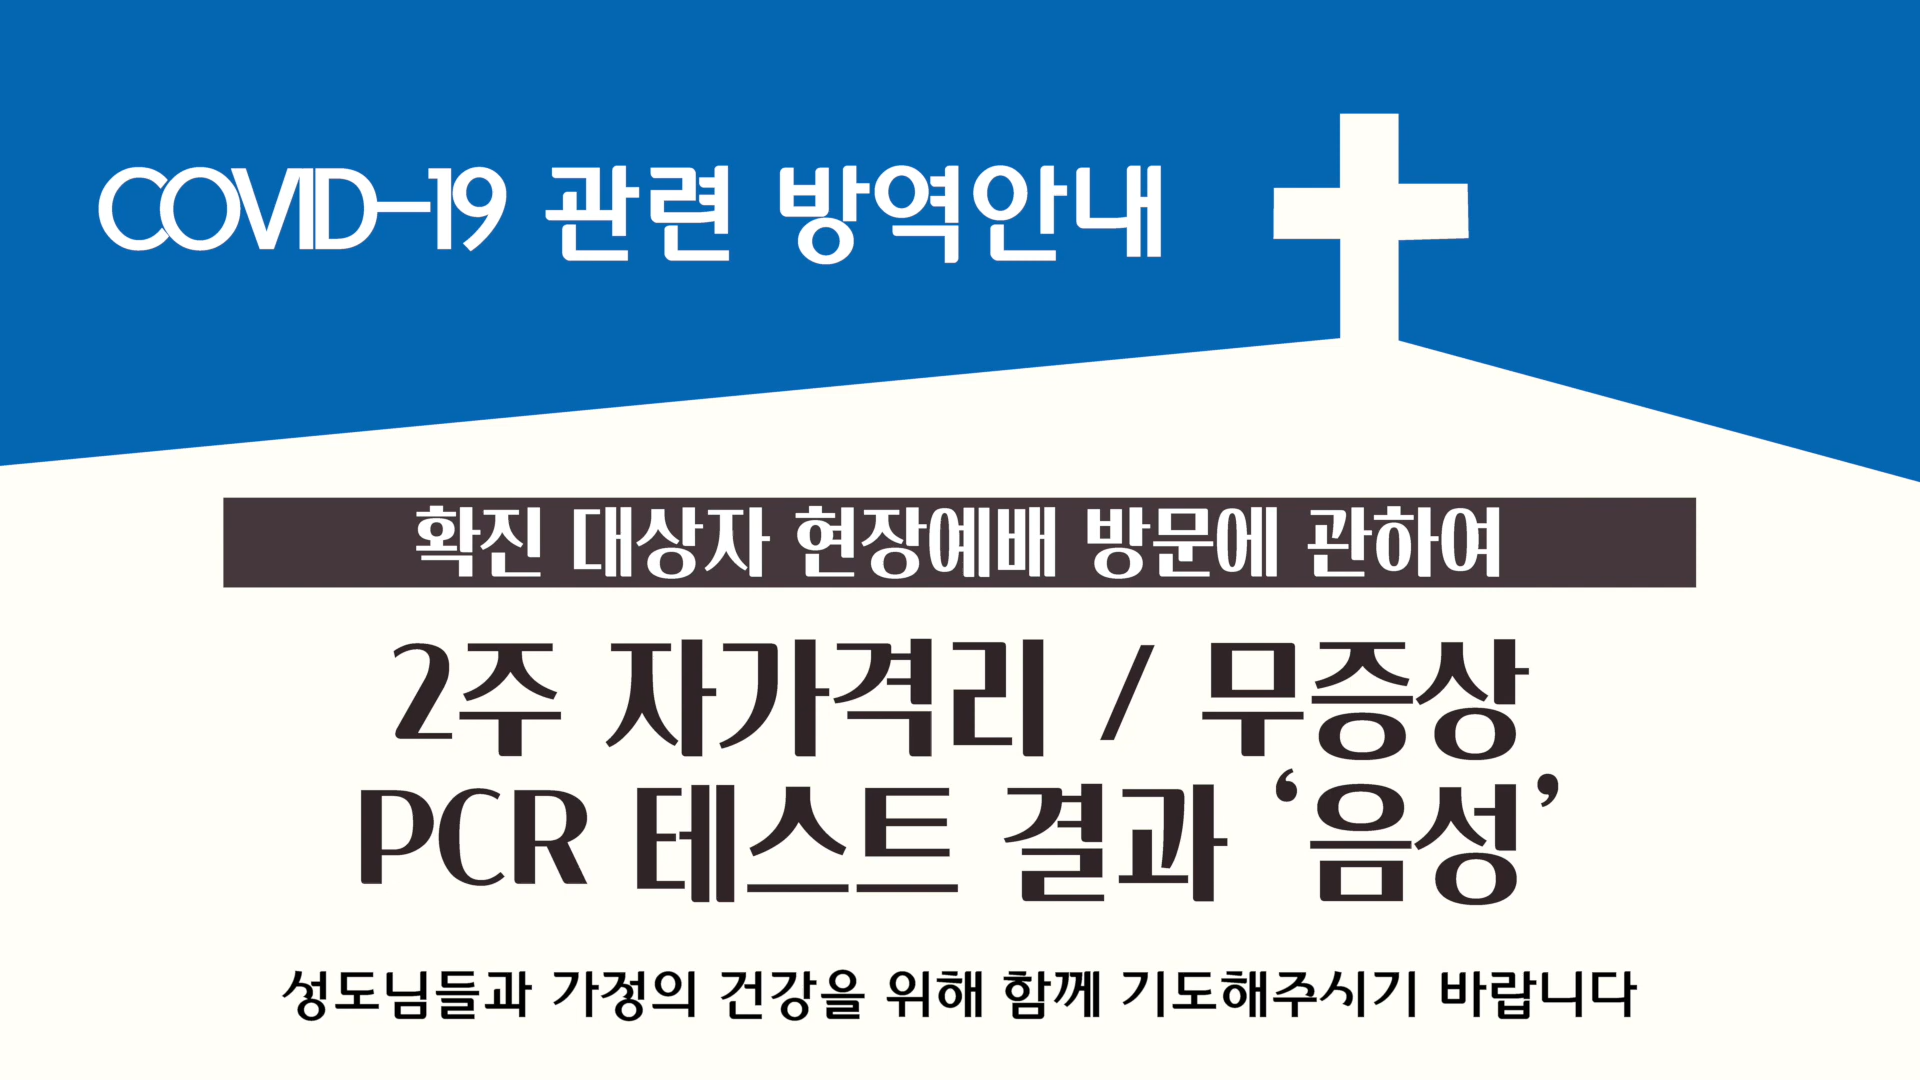 COVID-19 관련 방역안내
확진 대상자 현장예배 방문에 관하여
2주 자가격리 / 무증상
PCR 테스트 결과 ‘음성’
성도님들과 가정의 건강을 위해 함께 기도해주시기 바랍니다